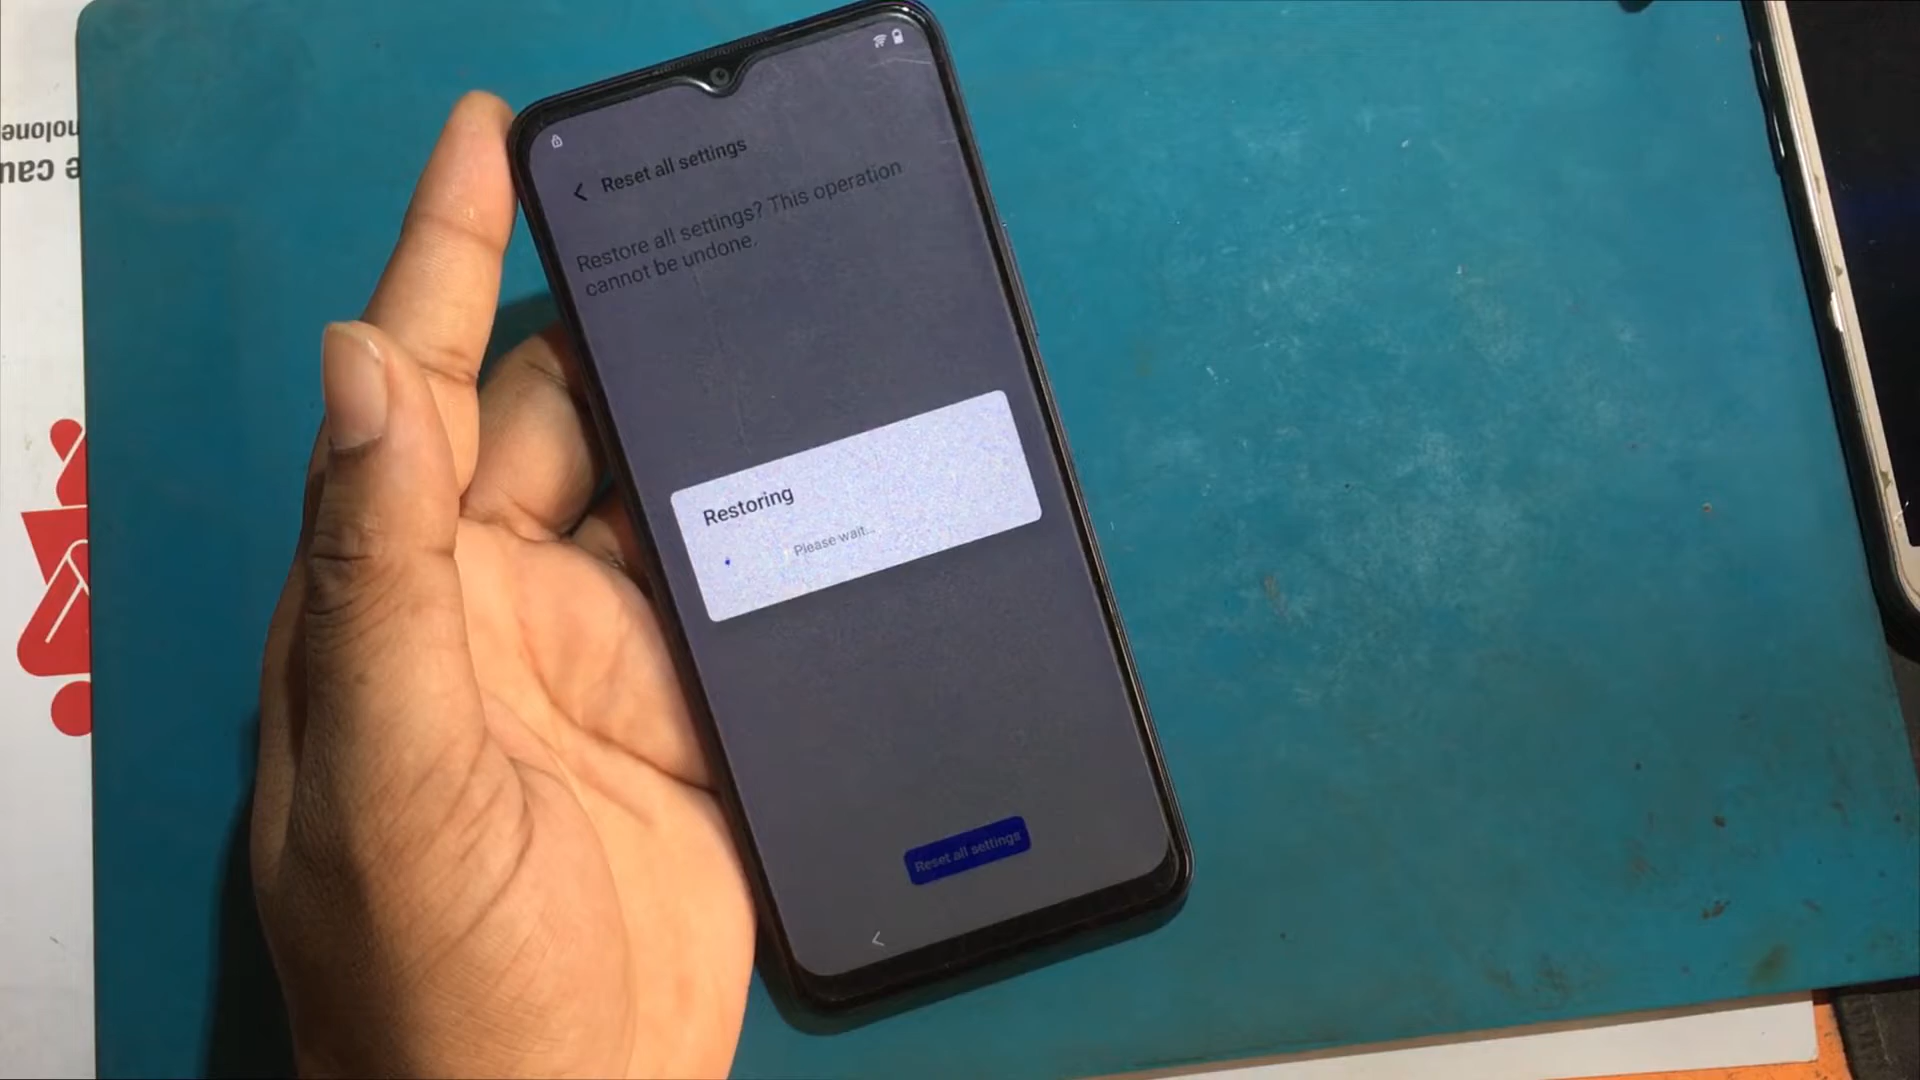 Reset all settings
Restore all settings? This operation
cannot be undone.
Restoring
Please wait...
Reset all settings